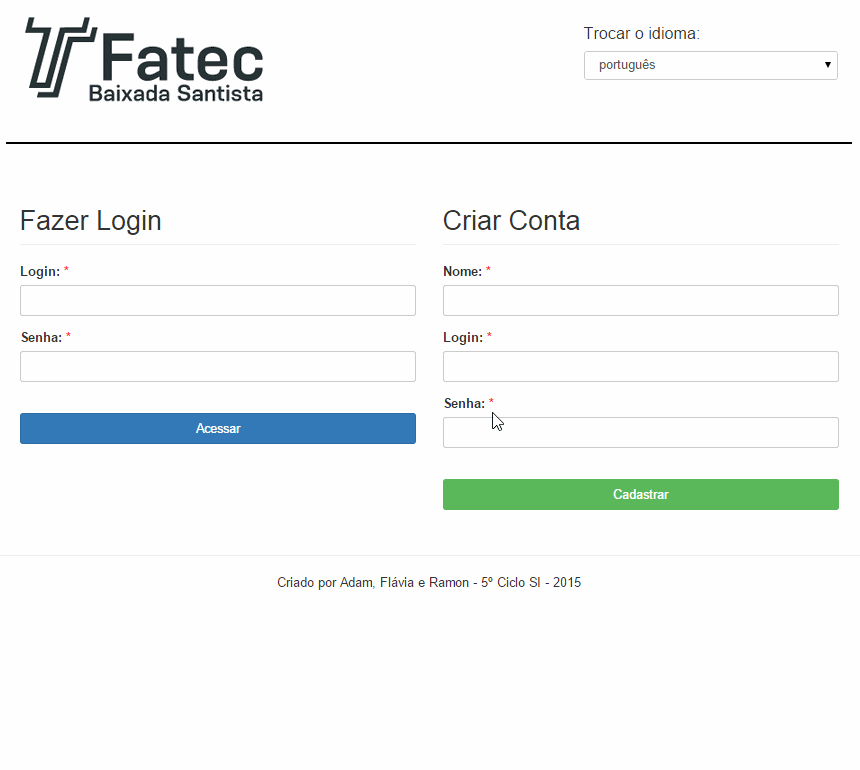 Fatec
Baixada Santista
Trocar o idioma:
português
Fazer Login
Login: *
Senha: *
Acessar
Criar Conta
Nome: *
Login: *
Senha: *
Cadastrar
Criado por Adam, Flávia e Ramon - 5º Ciclo SI - 2015